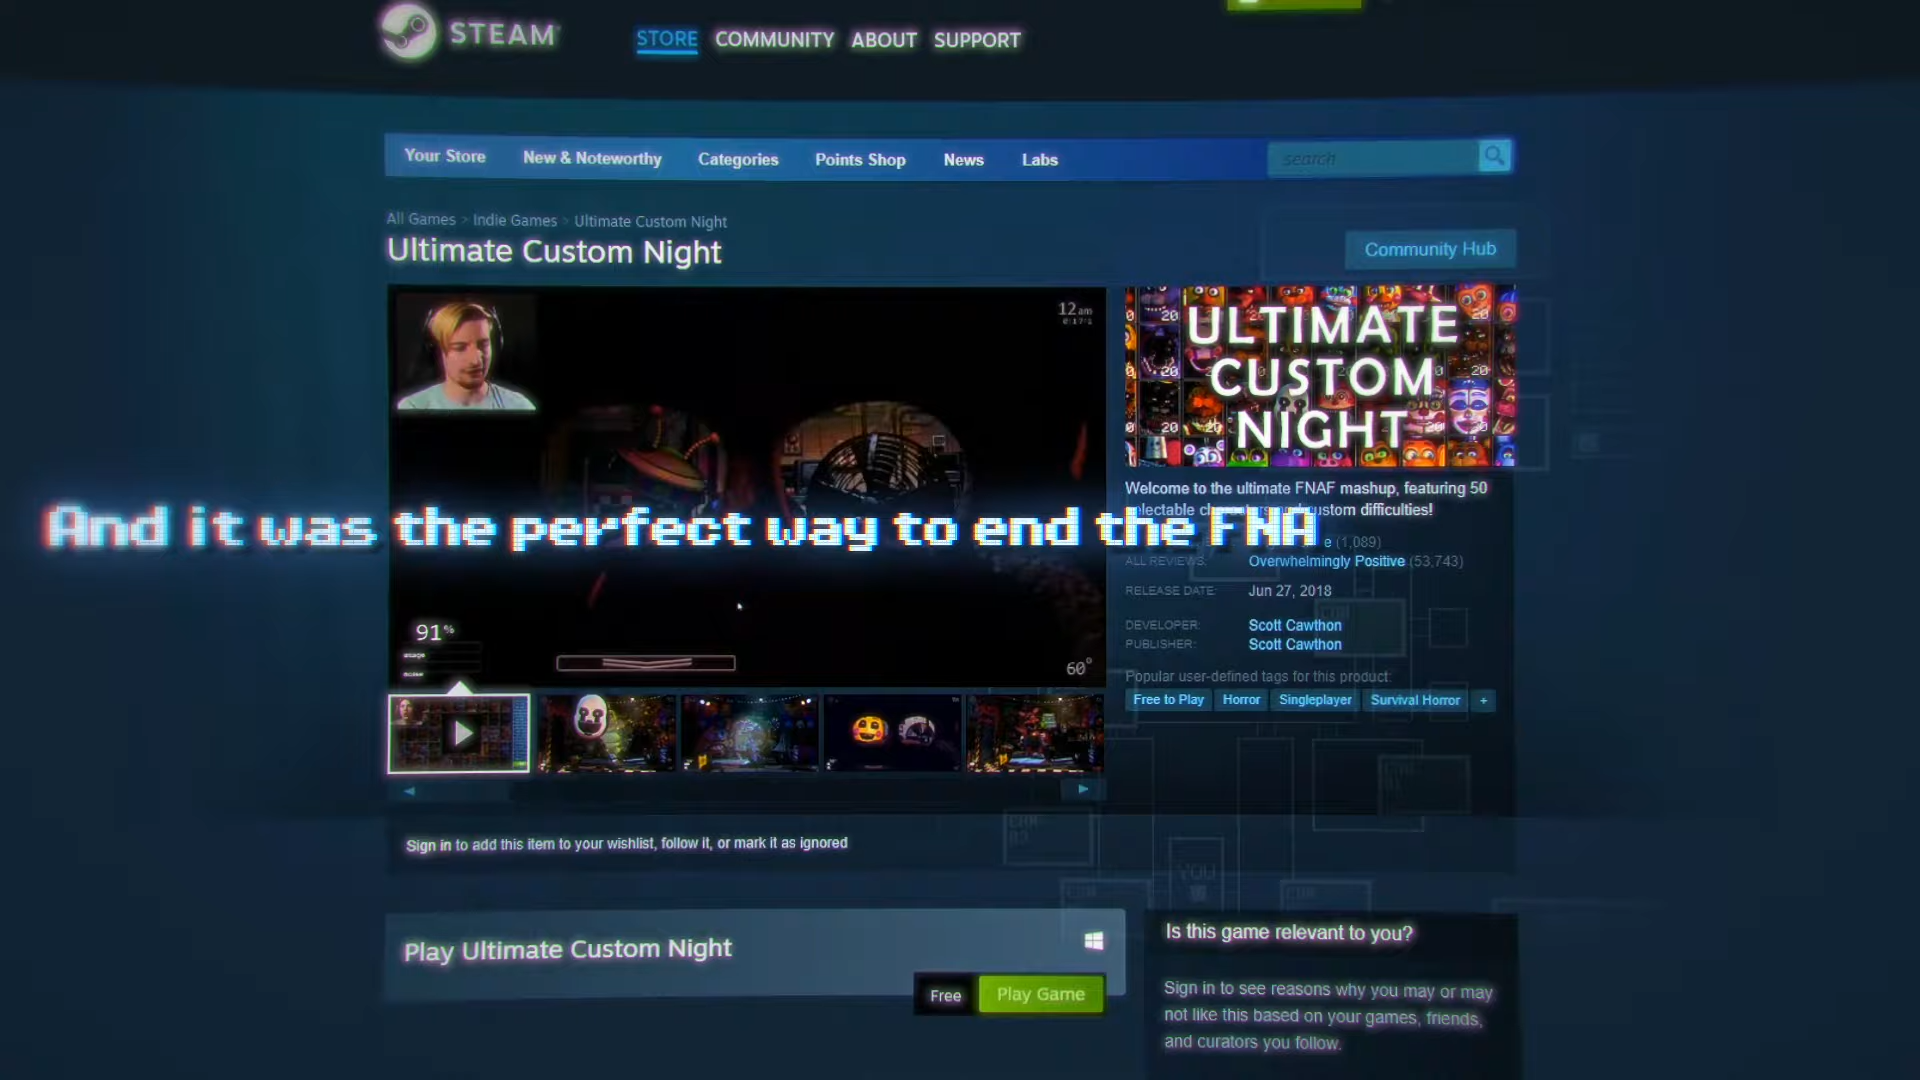 STEAM
STORE COMMUNITY ABOUT SUPPORT
Your Store New & Noteworthy Categories Points Shop News Labs
search
All Games > Indie Games > Ultimate Custom Night
Ultimate Custom Night
Community Hub
12 am
ULTIMATE
CUSTOM
NIGHT
Welcome to the ultimate FNAF mashup, featuring 50
selectable characters and custom difficulties!
And it was the perfect way to end the FNA
(1,089)
ALL REVIEWS: Overwhelmingly Positive (53,743)
RELEASE DATE: Jun 27, 2018
DEVELOPER: Scott Cawthon
PUBLISHER: Scott Cawthon
91%
60°
Popular user-defined tags for this product:
Free to Play Horror Singleplayer Survival Horror +
Sign in to add this item to your wishlist, follow it, or mark it as ignored
YOU
Play Ultimate Custom Night
Free Play Game
Is this game relevant to you?
Sign in to see reasons why you may or may
not like this based on your games, friends,
and curators you follow.